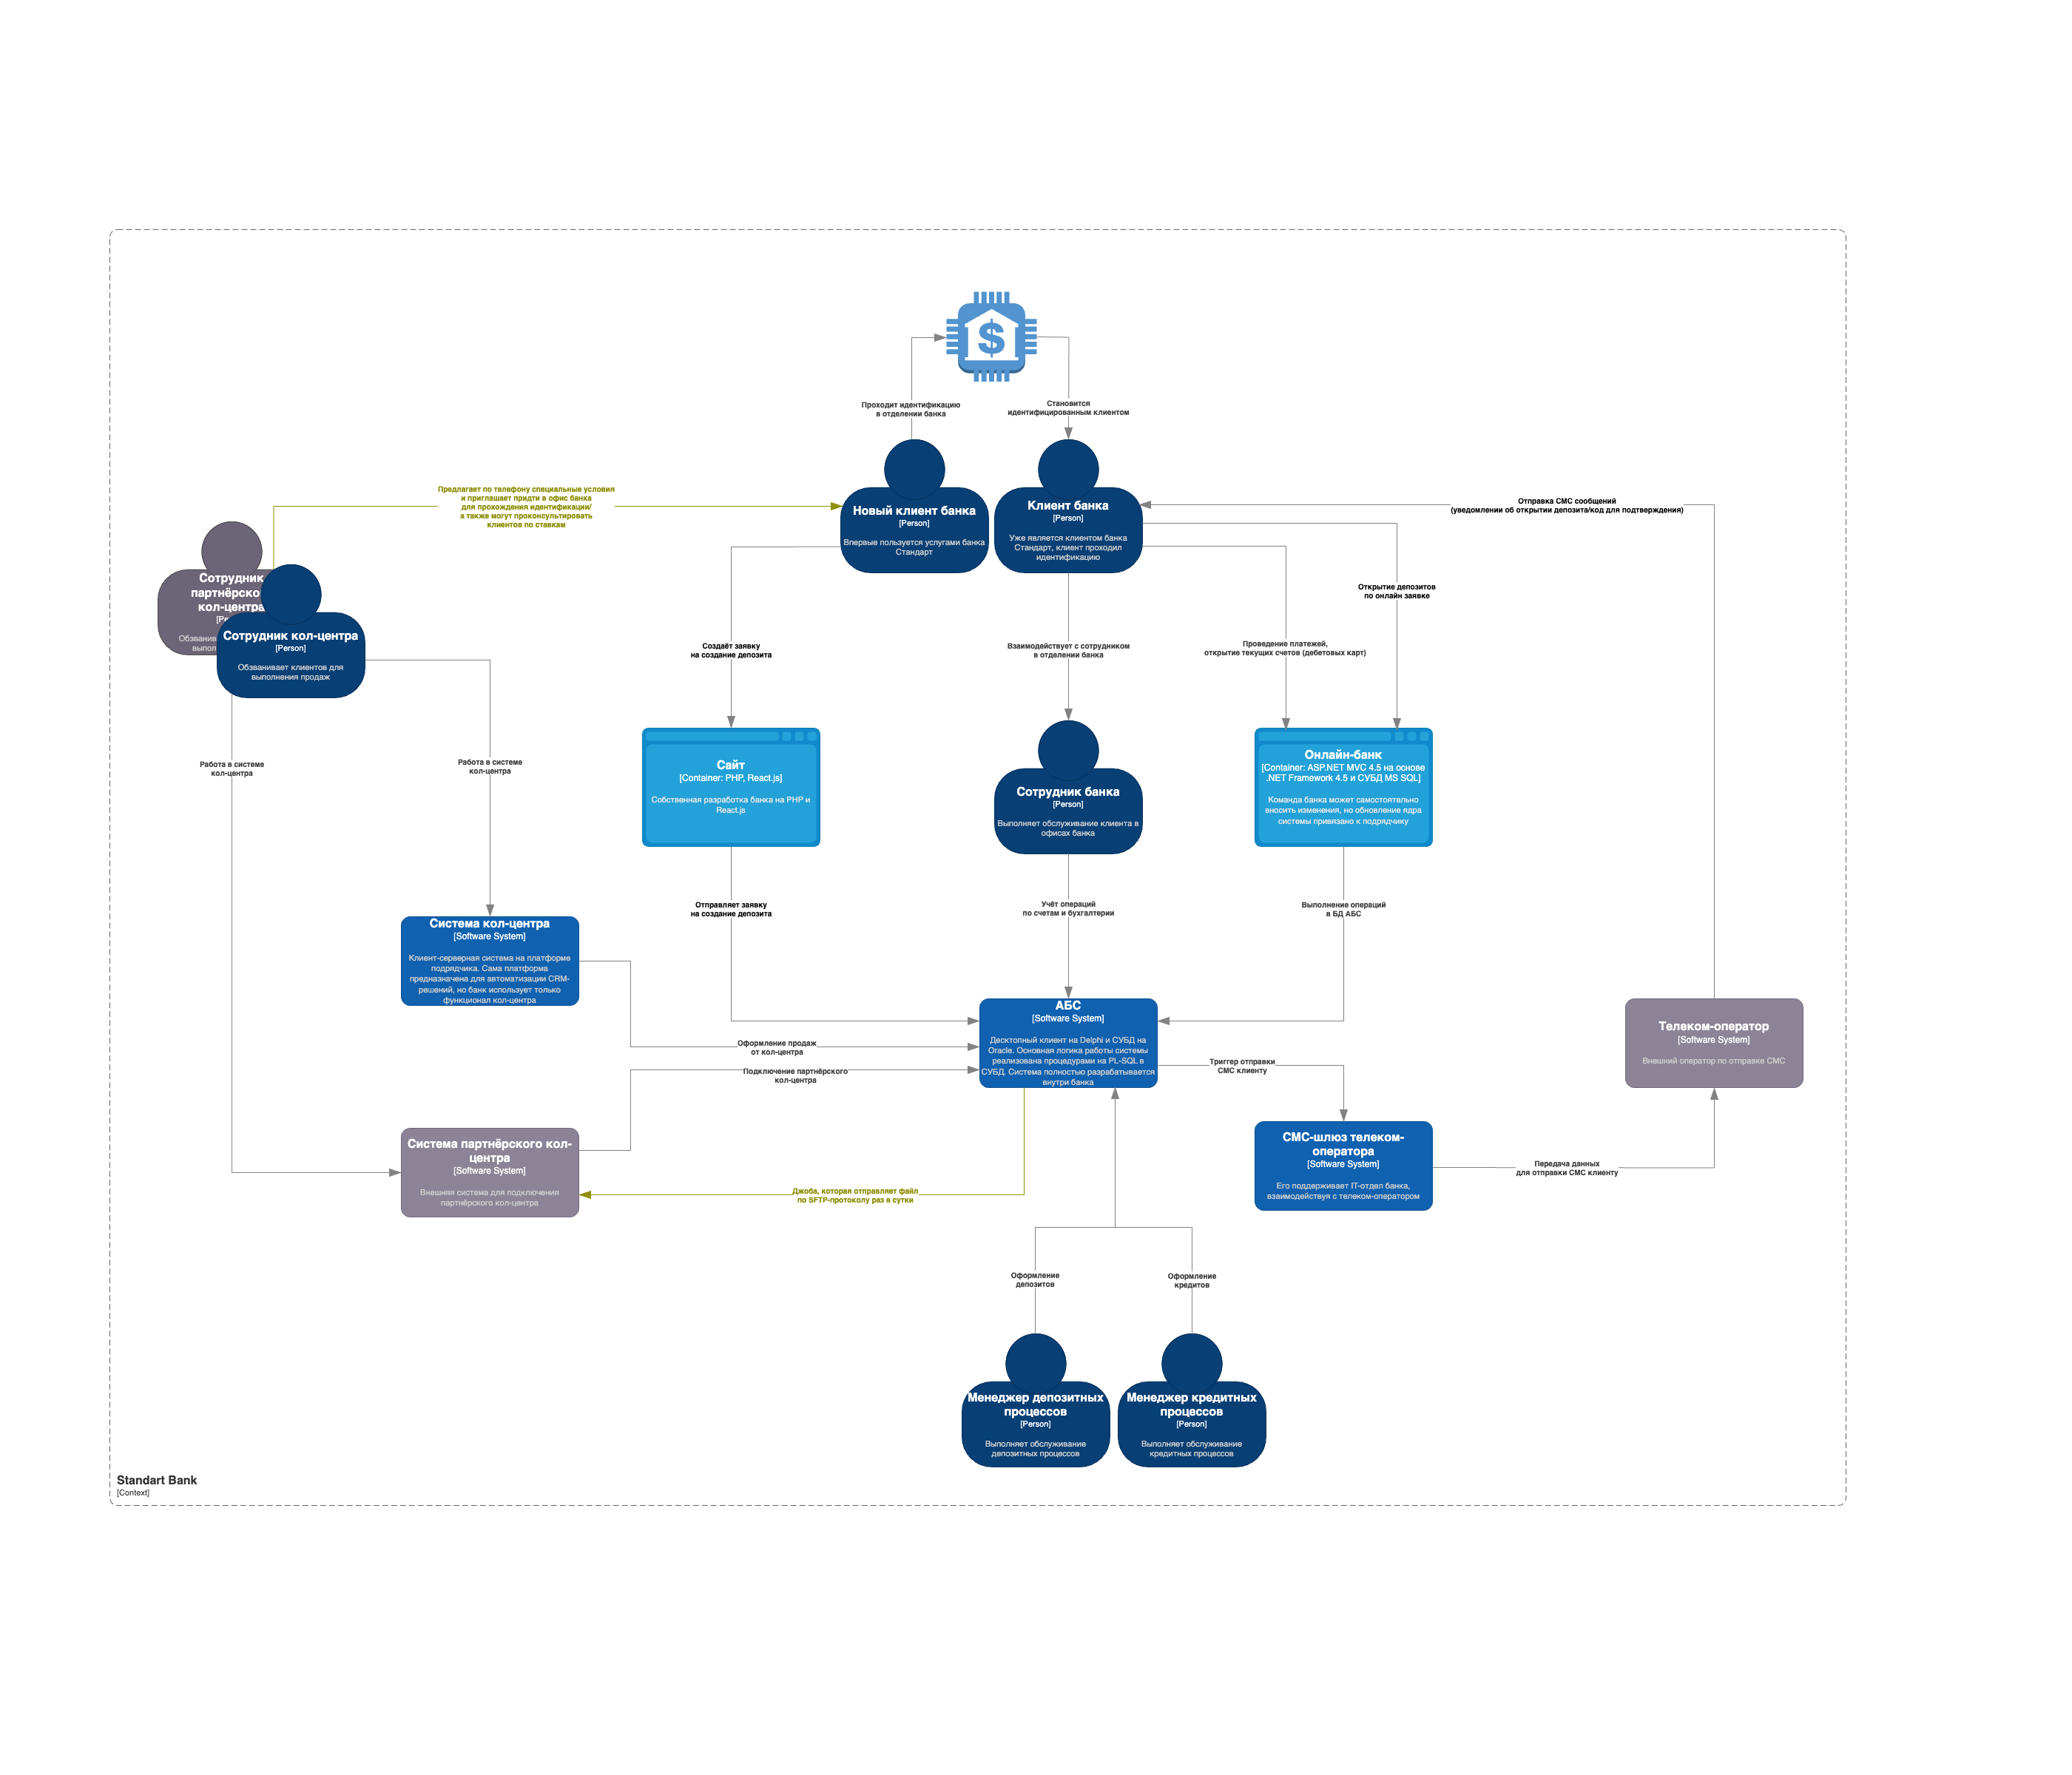 Проходит идентификацию
в отделении банка
Становится
идентифицированным клиентом
Предлагает по телефону специальные условия
и приглашает придти в офис банка
для прохождения идентификации/
а также могут проконсультировать
клиентов по ставкам
Новый клиент банка
[Person]
Впервые пользуется услугами банка
Стандарт
Клиент банка
[Person]
Уже является клиентом банка
Стандарт, клиент проходил
идентификацию
Отправка СМС сообщений
(уведомлении об открытии депозита/код для подтверждения)
Сотрудник
партнёрско
кол-центра
Сотрудник кол-центра
[Person]
Обзванивает клиентов для
выполнения продаж
Открытие депозитов
по онлайн заявке
Создаёт заявку
на создание депозита
Взаимодействует с сотрудником
в отделении банка
Проведение платежей,
открытие текущих счетов (дебетовых карт)
Работа в системе
кол-центра
Работа в системе
кол-центра
Сайт
[Container: PHP, React.js]
Собственная разработка банка на PHP и
React.js
Сотрудник банка
[Person]
Выполняет обслуживание клиента в
офисах банка
Онлайн-банк
[Container: ASP.NET MVC 4.5 на основе
.NET Framework 4.5 и СУБД MS SQL]
Команда банка может самостоятельно
вносить изменения, но обновление ядра
системы привязано к подрядчику
Отправляет заявку
на создание депозита
Учёт операций
по счетам и бухгалтерии
Выполнение операций
в БД АБС
Система кол-центра
[Software System]
Клиент-серверная система на платформе
подрядчика. Сама платформа
предназначена для автоматизации CRM-
решений, но банк использует только
функционал кол-центра
АБС
[Software System]
Десктопный клиент на Delphi и СУБД на
Oracle. Основная логика работы системы
реализована процедурами на PL-SQL в
СУБД. Система полностью разрабатывается
внутри банка
Телеком-оператор
[Software System]
Внешний оператор по отправке СМС
Оформление продаж
от кол-центра
Подключение партнёрского
кол-центра
Триггер отправки
СМС клиенту
Система партнёрского кол-
центра
[Software System]
Внешняя система для подключения
партнёрского кол-центра
СМС-шлюз телеком-
оператора
[Software System]
Его поддерживает IT-отдел банка,
взаимодействуя с телеком-оператором
Передача данных
для отправки СМС клиенту
Джоба, которая отправляет файл
по SFTP-протоколу раз в сутки
Оформление
депозитов
Оформление
кредитов
Менеджер депозитных
процессов
[Person]
Выполняет обслуживание
депозитных процессов
Менеджер кредитных
процессов
[Person]
Выполняет обслуживание
кредитных процессов
Standart Bank
[Context]